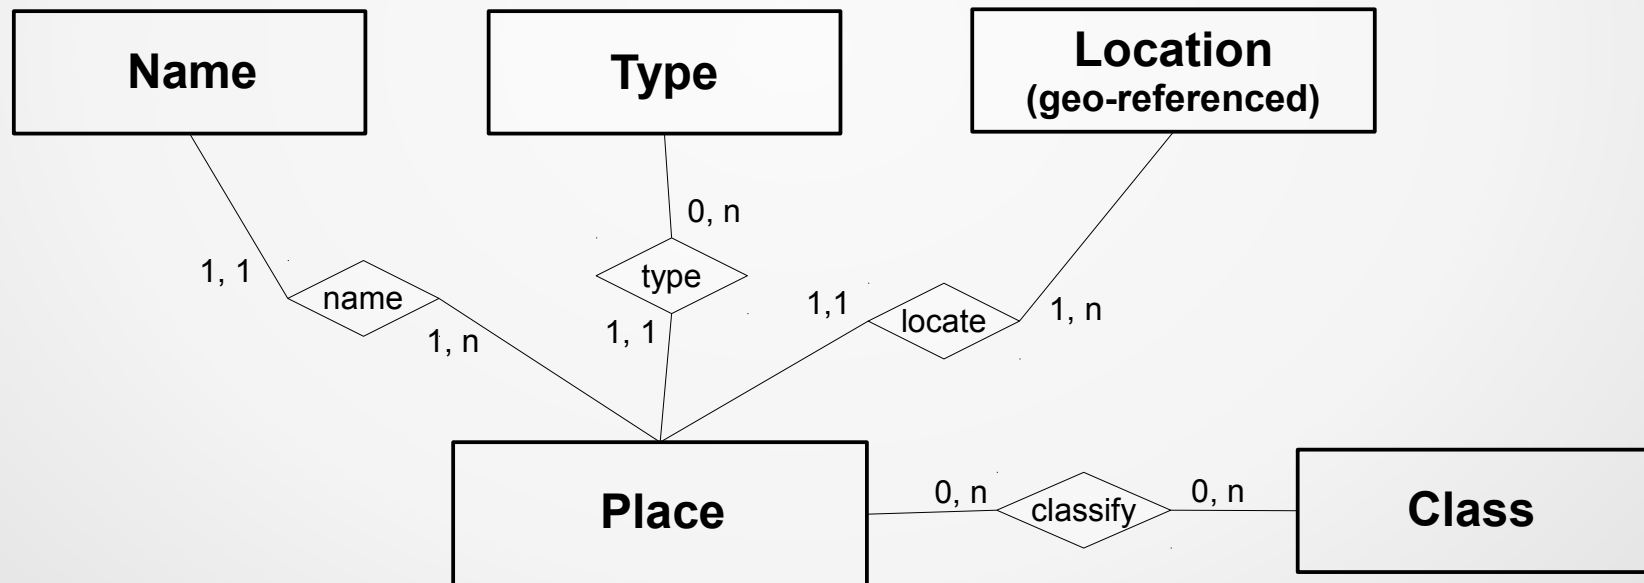 Name
Type
Location
(geo-referenced)
0, n
1, 1
name
type
1,1
locate
1, n
1, n
1, 1
Place
0, n
classify
0, n
Class